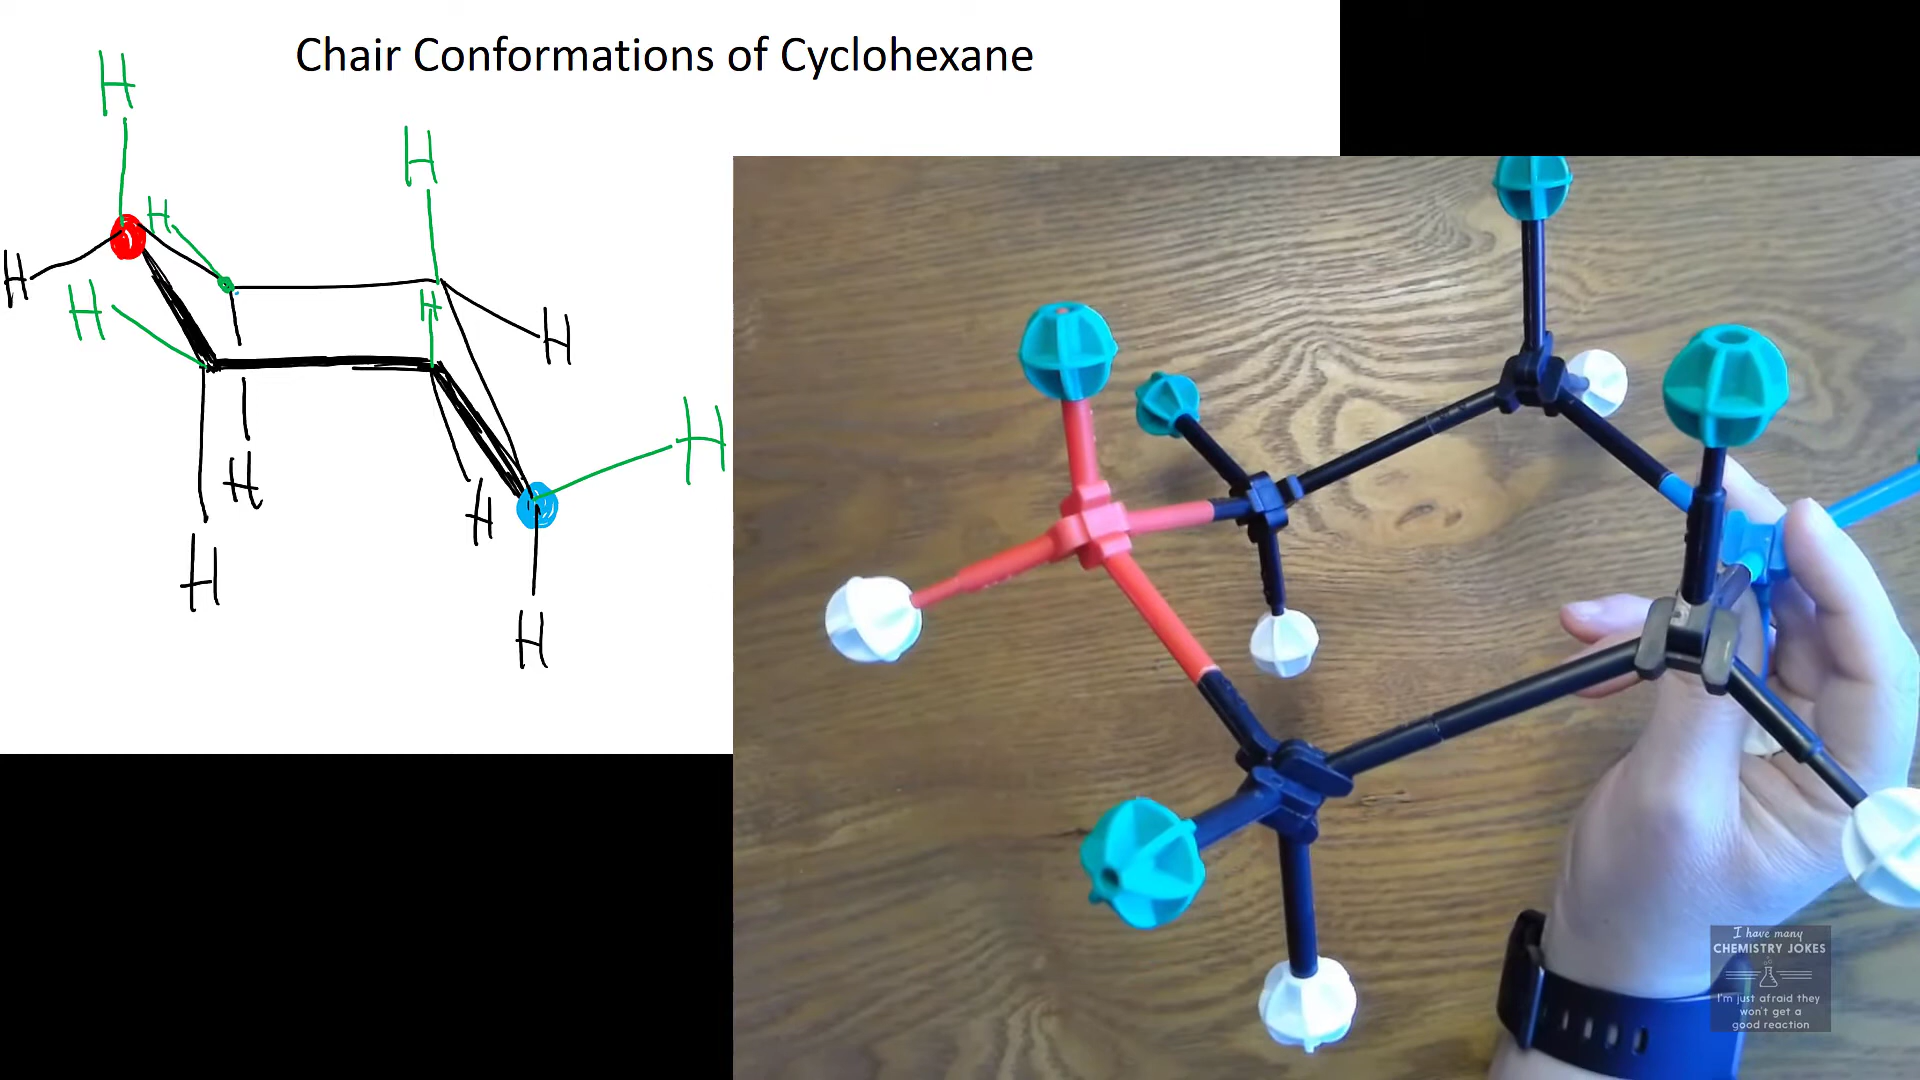 Chair Conformations of Cyclohexane
H
H
H
H
H
H
H
H
H
H
H
H
I have many
CHEMISTRY JOKES
I'm just afraid they
won't get a
good reaction